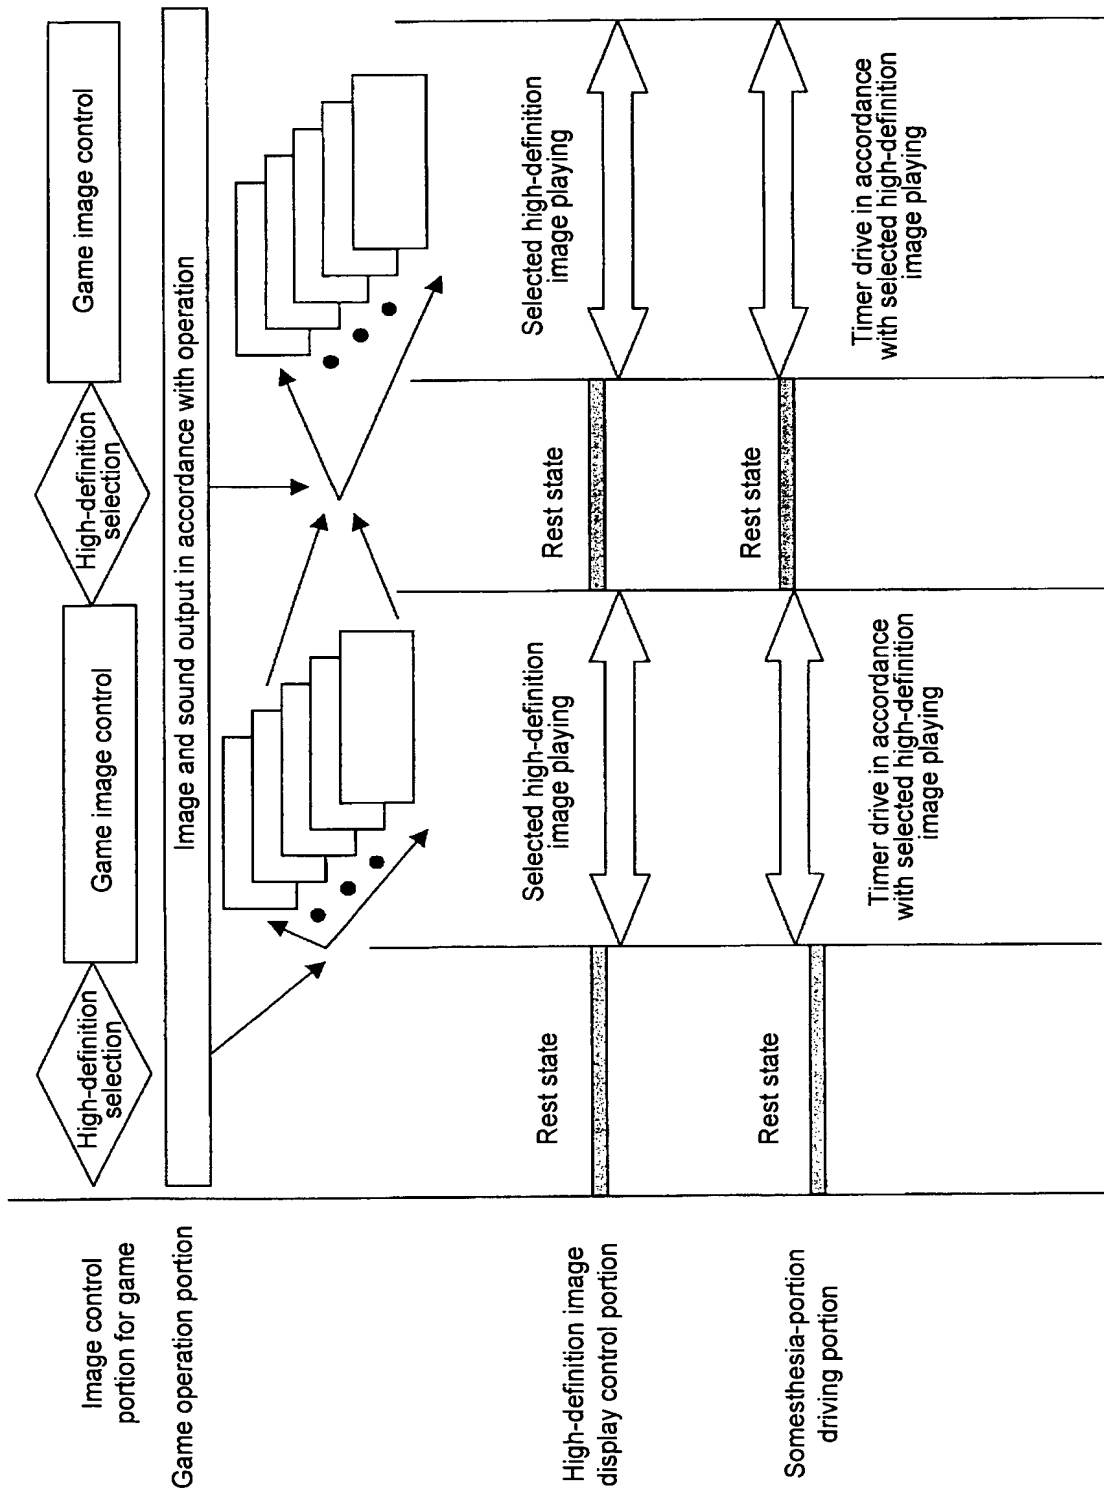 Image control
portion for game
High-definition
selection
Game image control
High-definition
selection
Game image control
Game operation portion
Image and sound output in accordance with operation
High-definition image
display control portion
Rest state
Selected high-definition
image playing
Rest state
Selected high-definition
image playing
Somesthesia-portion
driving portion
Rest state
Timer drive in accordance
with selected high-definition
image playing
Rest state
Timer drive in accordance
with selected high-definition
image playing